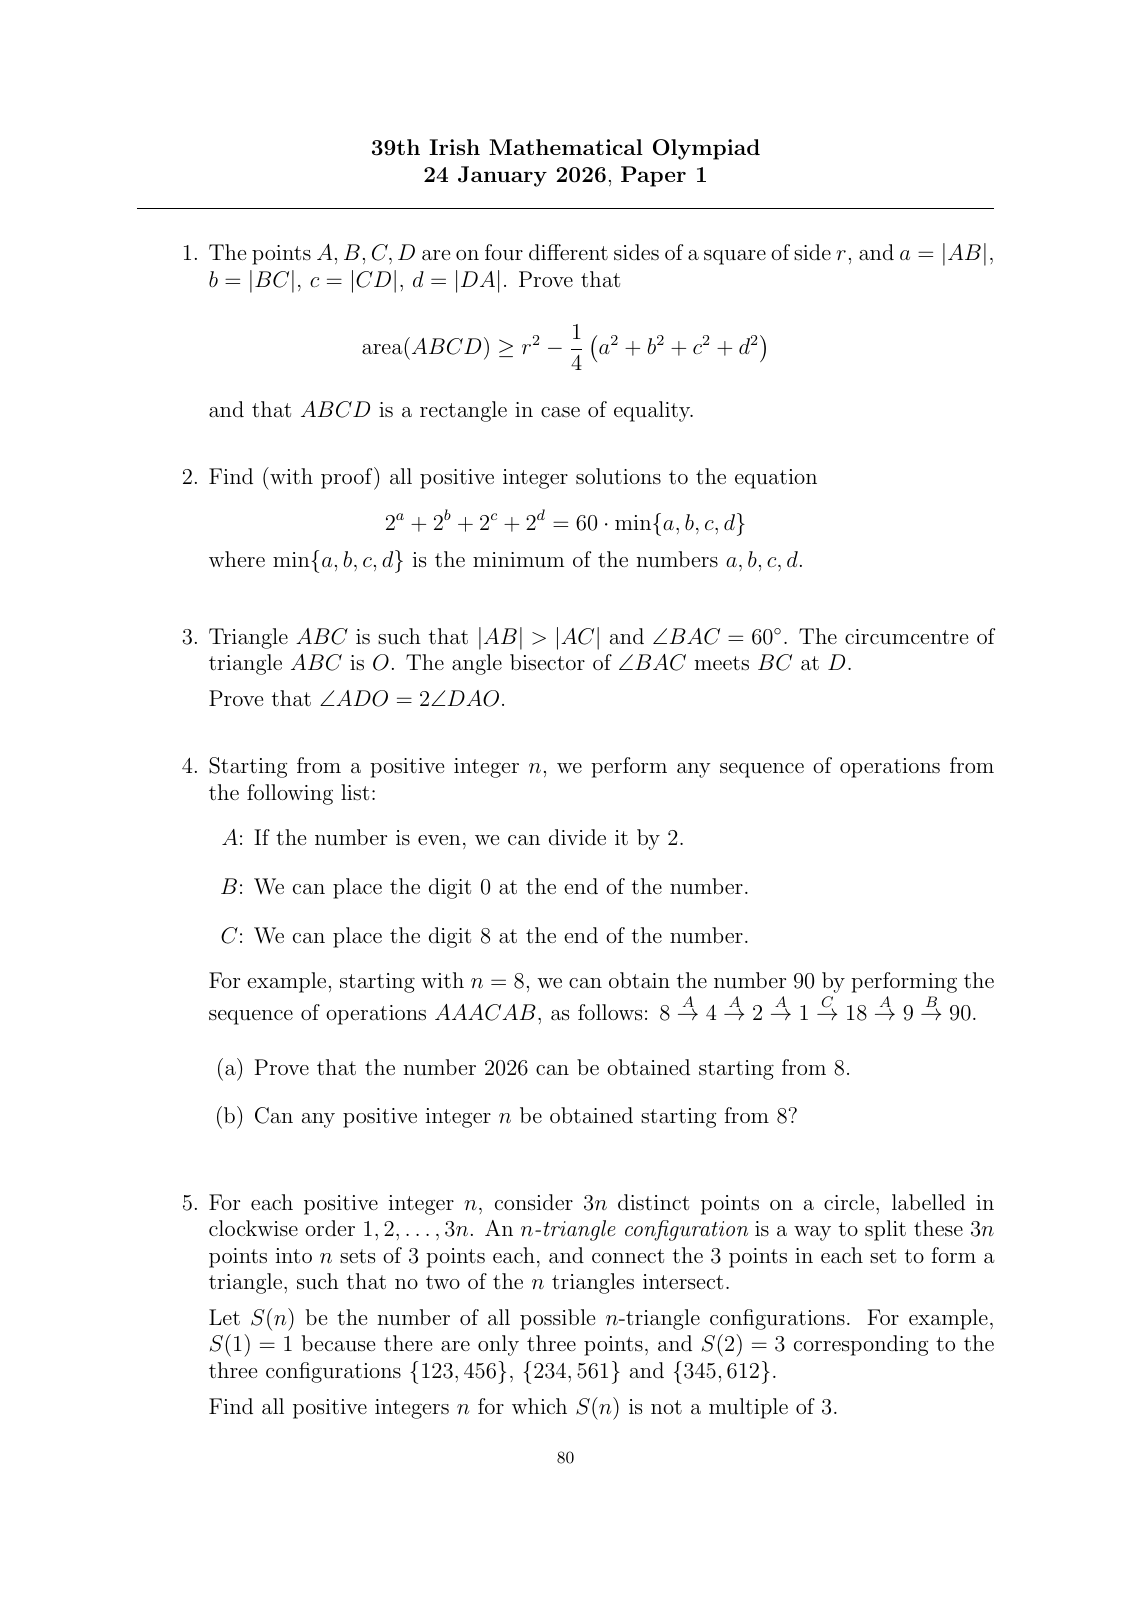 39th Irish Mathematical Olympiad
24 January 2026, Paper 1
1. The points A, B, C, D are on four different sides of a square of side r, and a = |AB|,
b = |BC|, c = |CD|, d = |DA|. Prove that
area(ABCD) ≥ r² − 1/4 (a² + b² + c² + d²)
and that ABCD is a rectangle in case of equality.
2. Find (with proof) all positive integer solutions to the equation
2^a + 2^b + 2^c + 2^d = 60 · min{a, b, c, d}
where min{a, b, c, d} is the minimum of the numbers a, b, c, d.
3. Triangle ABC is such that |AB| > |AC| and ∠BAC = 60°. The circumcentre of
triangle ABC is O. The angle bisector of ∠BAC meets BC at D.
Prove that ∠ADO = 2∠DAO.
4. Starting from a positive integer n, we perform any sequence of operations from
the following list:
A: If the number is even, we can divide it by 2.
B: We can place the digit 0 at the end of the number.
C: We can place the digit 8 at the end of the number.
For example, starting with n = 8, we can obtain the number 90 by performing the
sequence of operations AAACAB, as follows: 8 →^A 4 →^A 2 →^A 1 →^C 18 →^A 9 →^B 90.
(a) Prove that the number 2026 can be obtained starting from 8.
(b) Can any positive integer n be obtained starting from 8?
5. For each positive integer n, consider 3n distinct points on a circle, labelled in
clockwise order 1, 2, . . . , 3n. An n-triangle configuration is a way to split these 3n
points into n sets of 3 points each, and connect the 3 points in each set to form a
triangle, such that no two of the n triangles intersect.
Let S(n) be the number of all possible n-triangle configurations. For example,
S(1) = 1 because there are only three points, and S(2) = 3 corresponding to the
three configurations {123, 456}, {234, 561} and {345, 612}.
Find all positive integers n for which S(n) is not a multiple of 3.
80